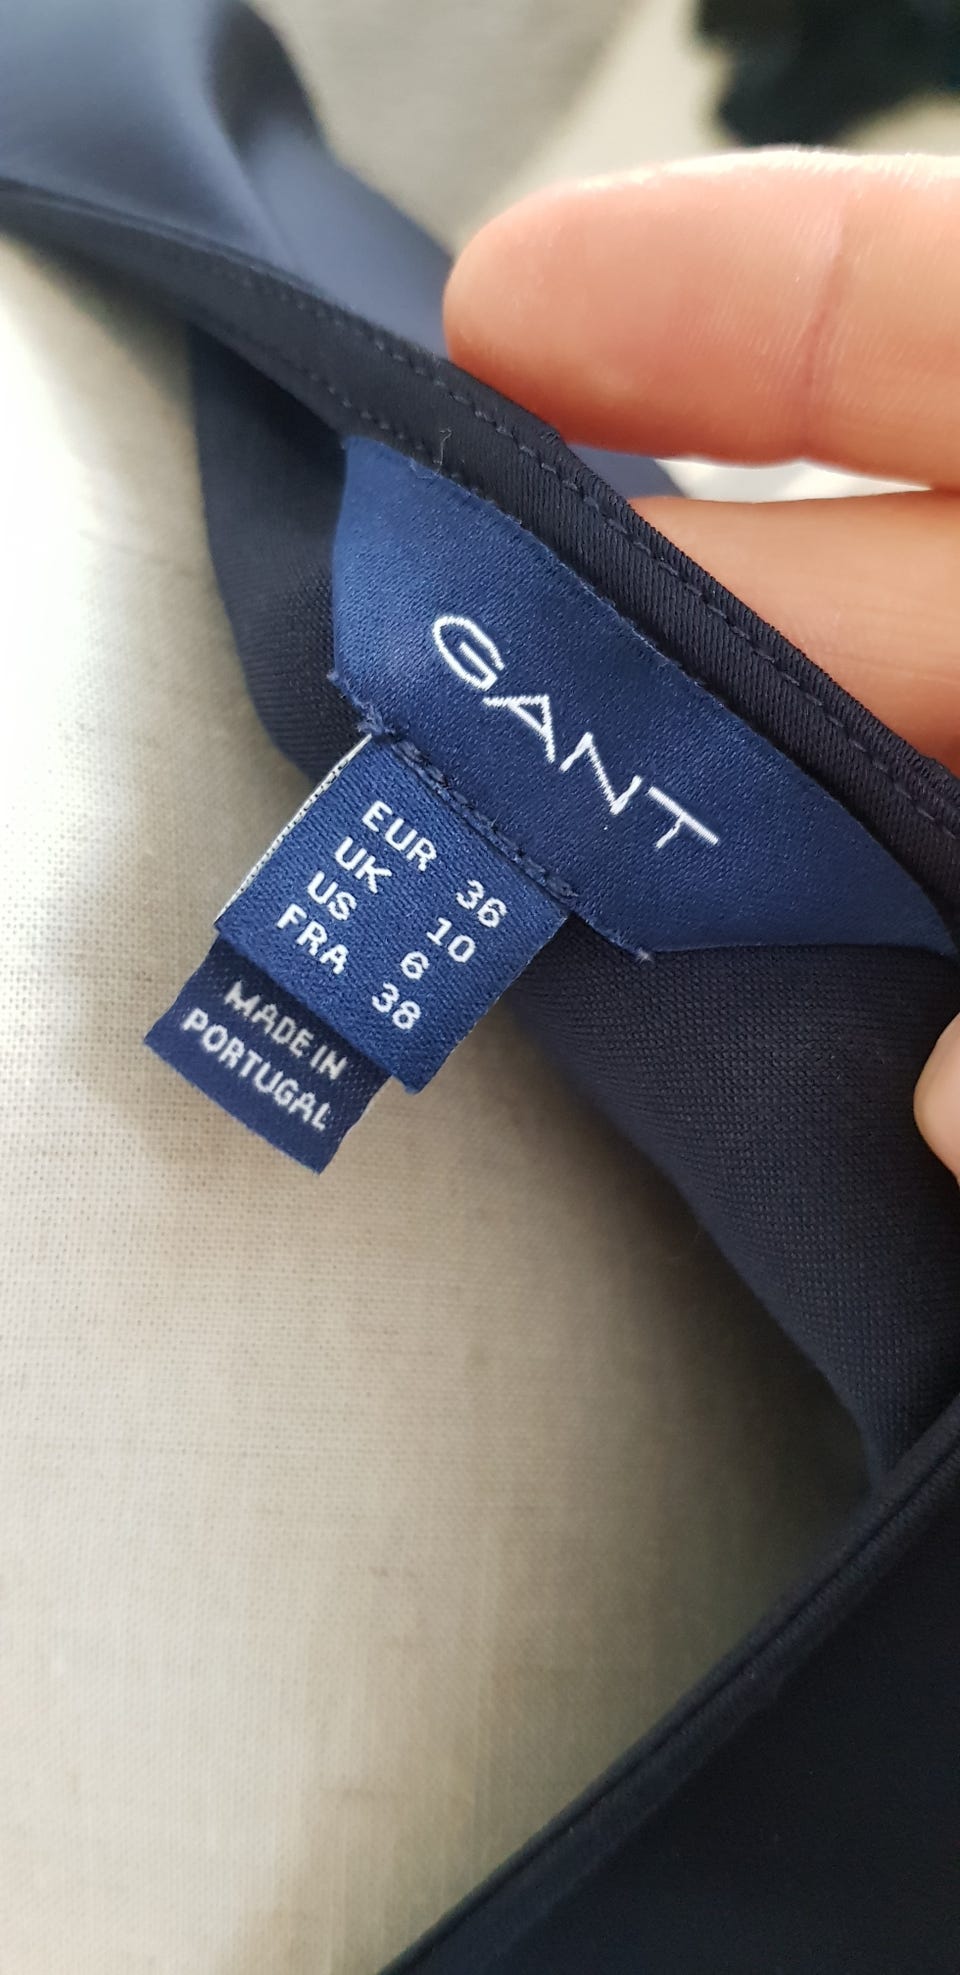 GANT
EUR 36
UK 10
US 6
FRA 38
MADE IN
PORTUGAL